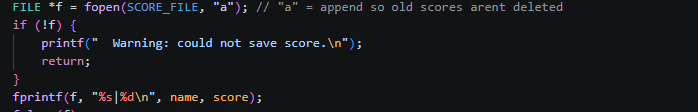 FILE *f = fopen(SCORE_FILE, "a"); // "a" = append so old scores arent deleted
if (!f) {
    printf("  Warning: could not save score.\n");
    return;
}
fprintf(f, "%s|%d\n", name, score);